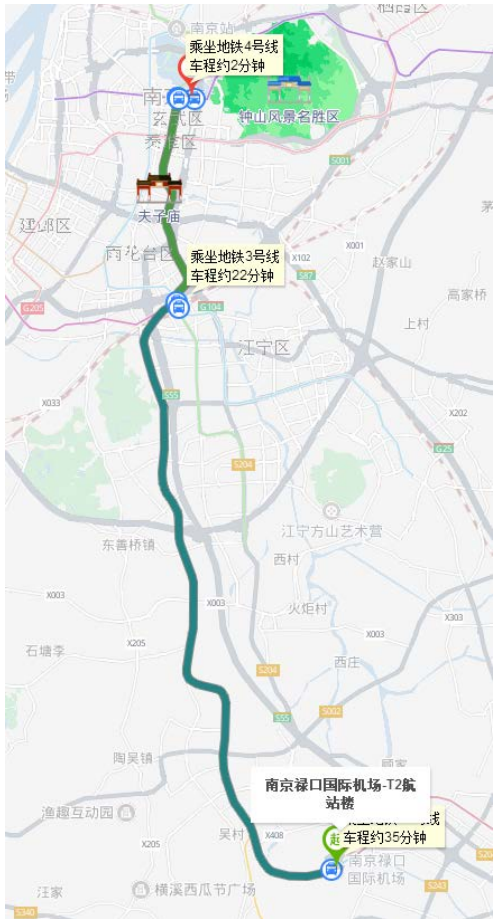 栖霞区
南京站
乘坐地铁4号线
车程约2分钟
玄武区
钟山风景名胜区
秦淮区
S001
夫子庙
建邺区
雨花台区
乘坐地铁3号线
车程约22分钟
X001
X102
赵家山
S87
高家桥
G205
G104
上村
江宁区
X033
S55
X202
S204
G25
江宁方山艺术营
东善桥镇
西村
X003
X003
火炬村
X303
石塘李
X205
西庄
S204
S002
S55
陶吴镇
南京禄口国际机场-T2航
站楼
渔趣互动园
吴村
X408
起
车程约35分钟
南京禄口
国际机场
X205
汪家
横溪西瓜节广场
S243
S340